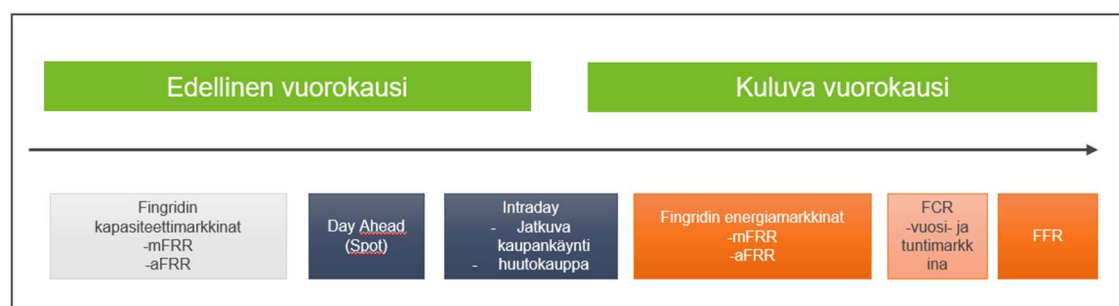 Edellinen vuorokausi
Kuluva vuorokausi
Fingridin
kapasiteettimarkkinat
-mFRR
-aFRR
Day Ahead
(Spot)
Intraday
- Jatkuva
kaupankäynti
- huutokauppa
Fingridin energiamarkkinat
-mFRR
-aFRR
FCR
-vuosi- ja
tuntimarkk
ina
FFR